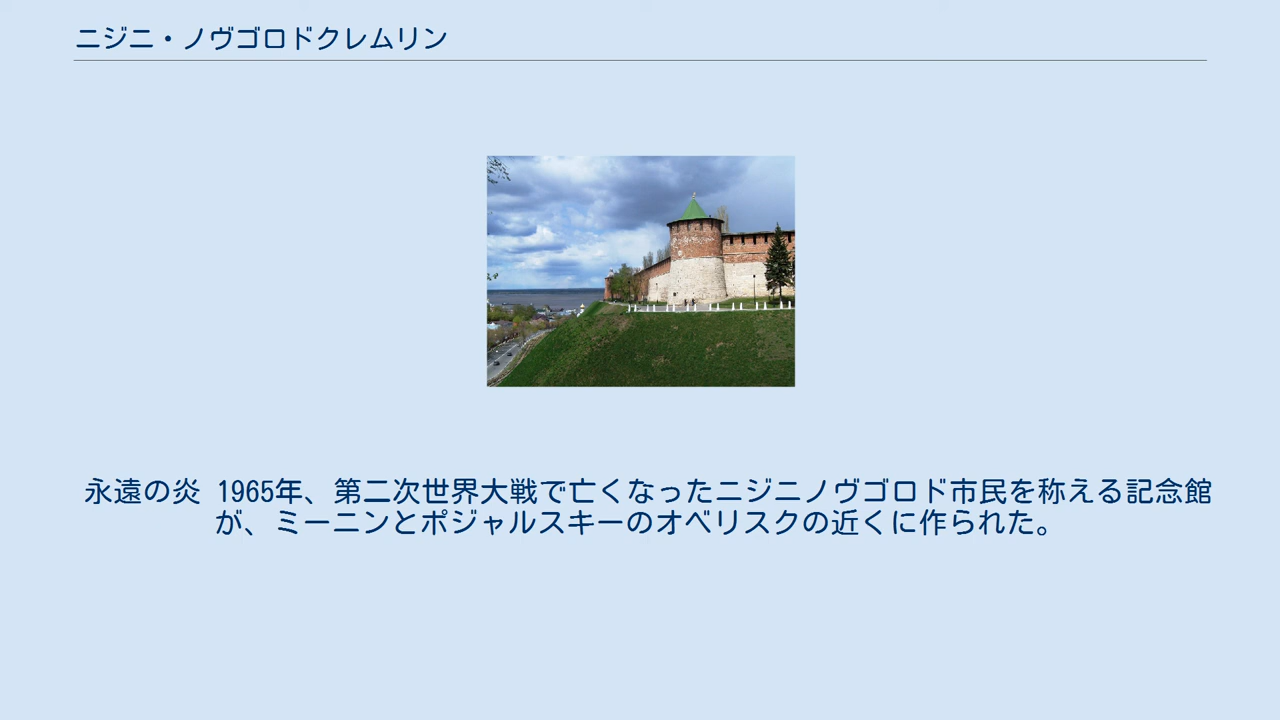 ニジニ・ノヴゴロドクレムリン
永遠の炎 1965年、第二次世界大戦で亡くなったニジニノヴゴロド市民を称える記念館
が、ミーニンとポジャルスキーのオベリスクの近くに作られた。